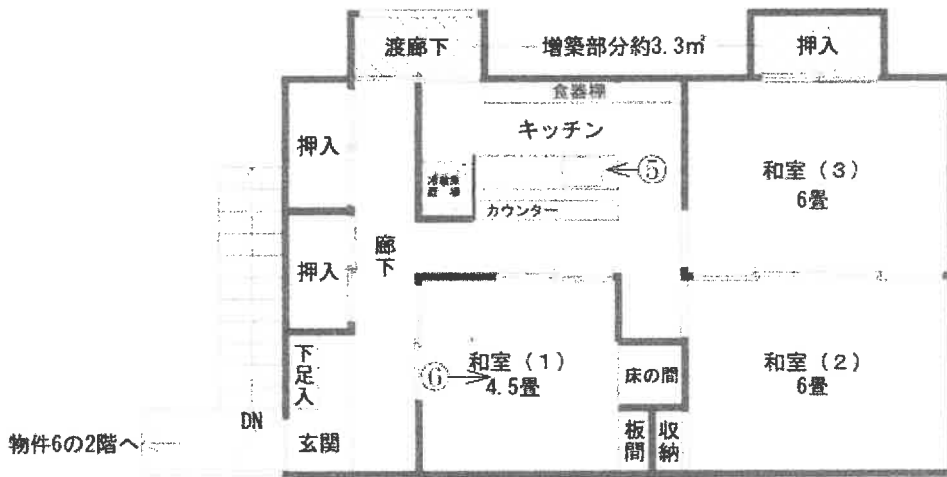 渡廊下
増築部分約3.3㎡
押入
食器棚
キッチン
押入
⑤
和室(3)
6畳
カウンター
廊下
押入
和室(1)
4.5畳
⑥
床の間
和室(2)
6畳
下足入
DN
玄関
板間
収納
物件6の2階へ